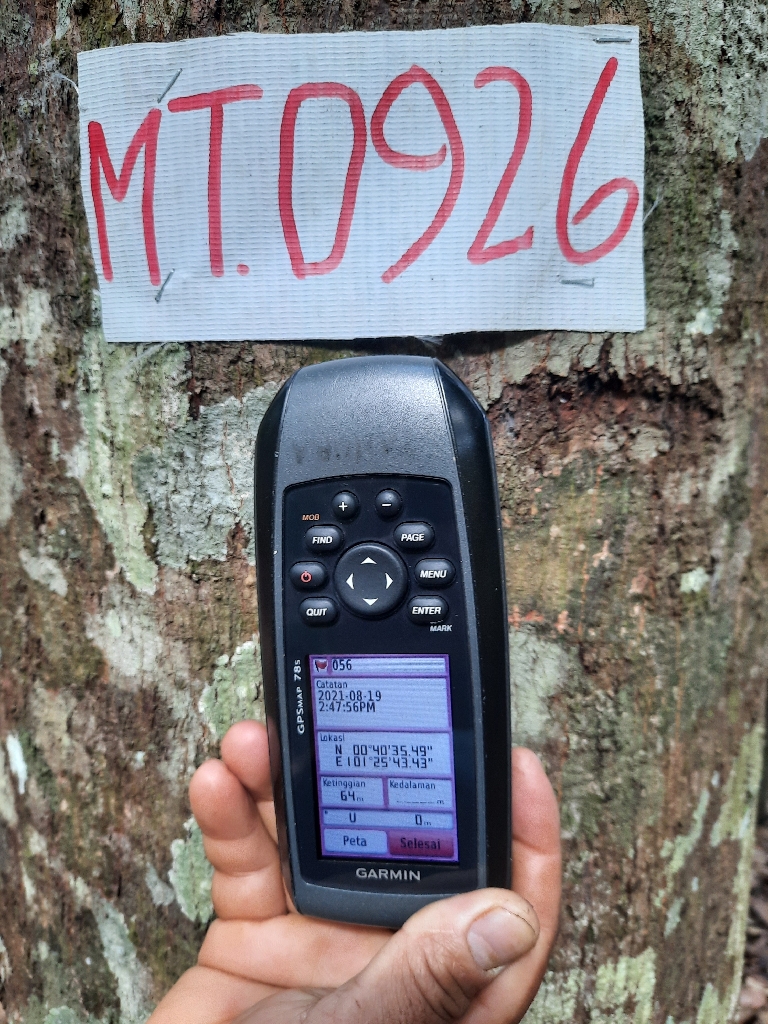 MT.0926
MOB
+ −
FIND PAGE
MENU
QUIT ENTER
MARK
GPSMAP 78s
056
Catatan
2021-08-19
2:47:56PM
Lokasi
N 00°40'35.49"
E101°25'43.43"
Ketinggian Kedalaman
64m m
U 0m
Peta Selesai
GARMIN